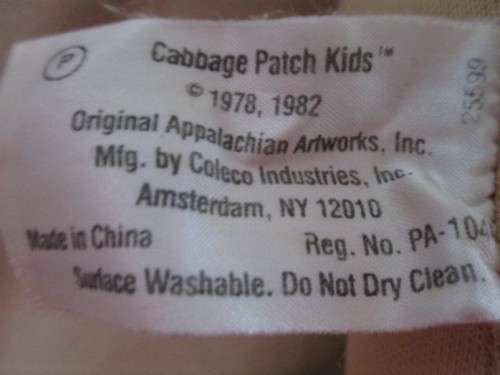 P
Cabbage Patch Kids™
© 1978, 1982
Original Appalachian Artworks, Inc.
Mfg. by Coleco Industries, Inc.
Amsterdam, NY 12010
Made in China
Reg. No. PA-104
Surface Washable. Do Not Dry Clean.
25599